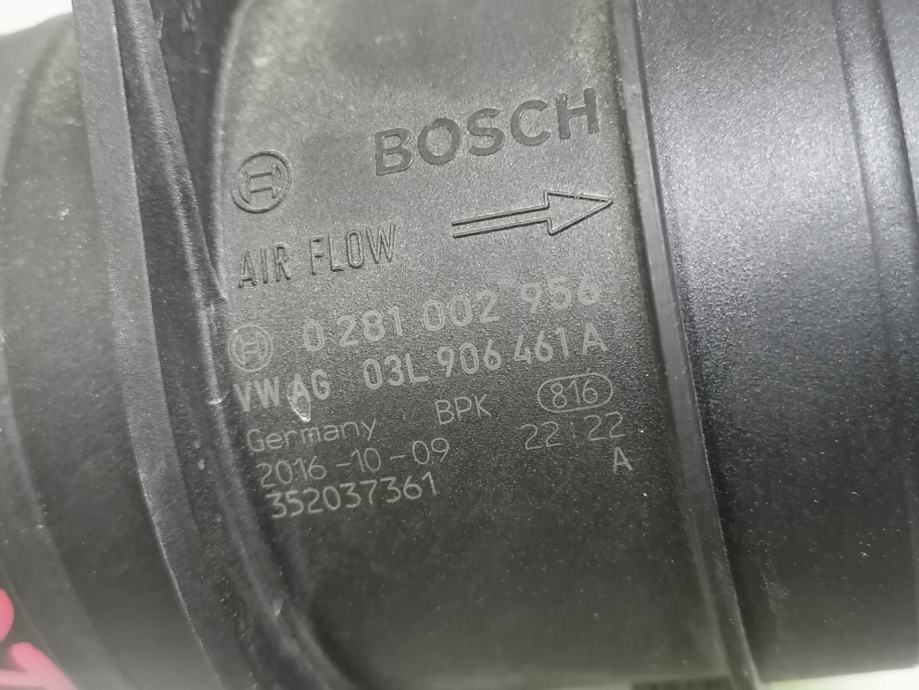 BOSCH
AIR FLOW
0 281 002 956
VW AG 03L 906 461 A
Germany BPK 816
2016-10-09 22:22
352037361 A